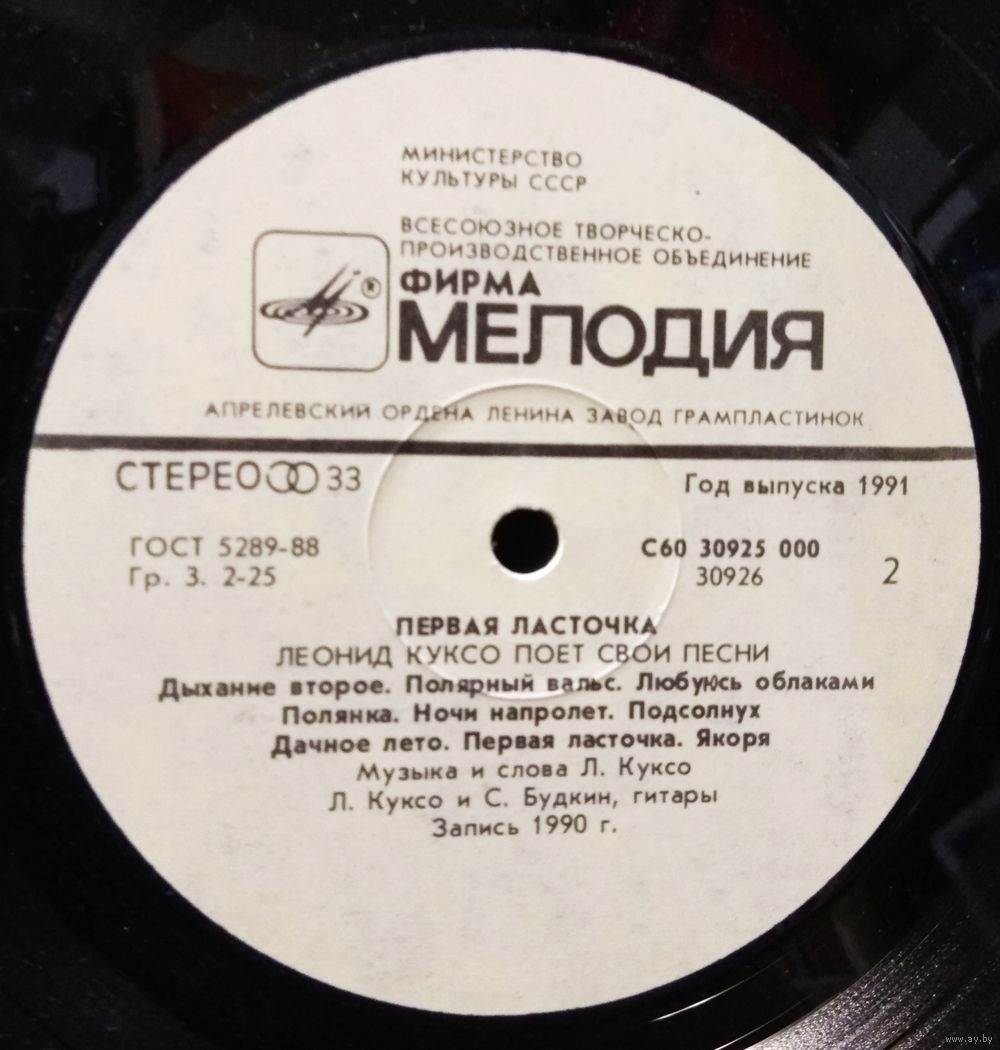 МИНИСТЕРСТВО
КУЛЬТУРЫ СССР
ВСЕСОЮЗНОЕ ТВОРЧЕСКО-
ПРОИЗВОДСТВЕННОЕ ОБЪЕДИНЕНИЕ
ФИРМА
®
МЕЛОДИЯ
АПРЕЛЕВСКИЙ ОРДЕНА ЛЕНИНА ЗАВОД ГРАМПЛАСТИНОК
СТЕРЕО 33
Год выпуска 1991
ГОСТ 5289-88
Гр. 3. 2-25
С60 30925 000
30926
2
ПЕРВАЯ ЛАСТОЧКА
ЛЕОНИД КУКСО ПОЕТ СВОИ ПЕСНИ
Дыхание второе. Полярный вальс. Любуюсь облаками
Полянка. Ночи напролет. Подсолнух
Дачное лето. Первая ласточка. Якоря
Музыка и слова Л. Куксо
Л. Куксо и С. Будкин, гитары
Запись 1990 г.
www.ay.by